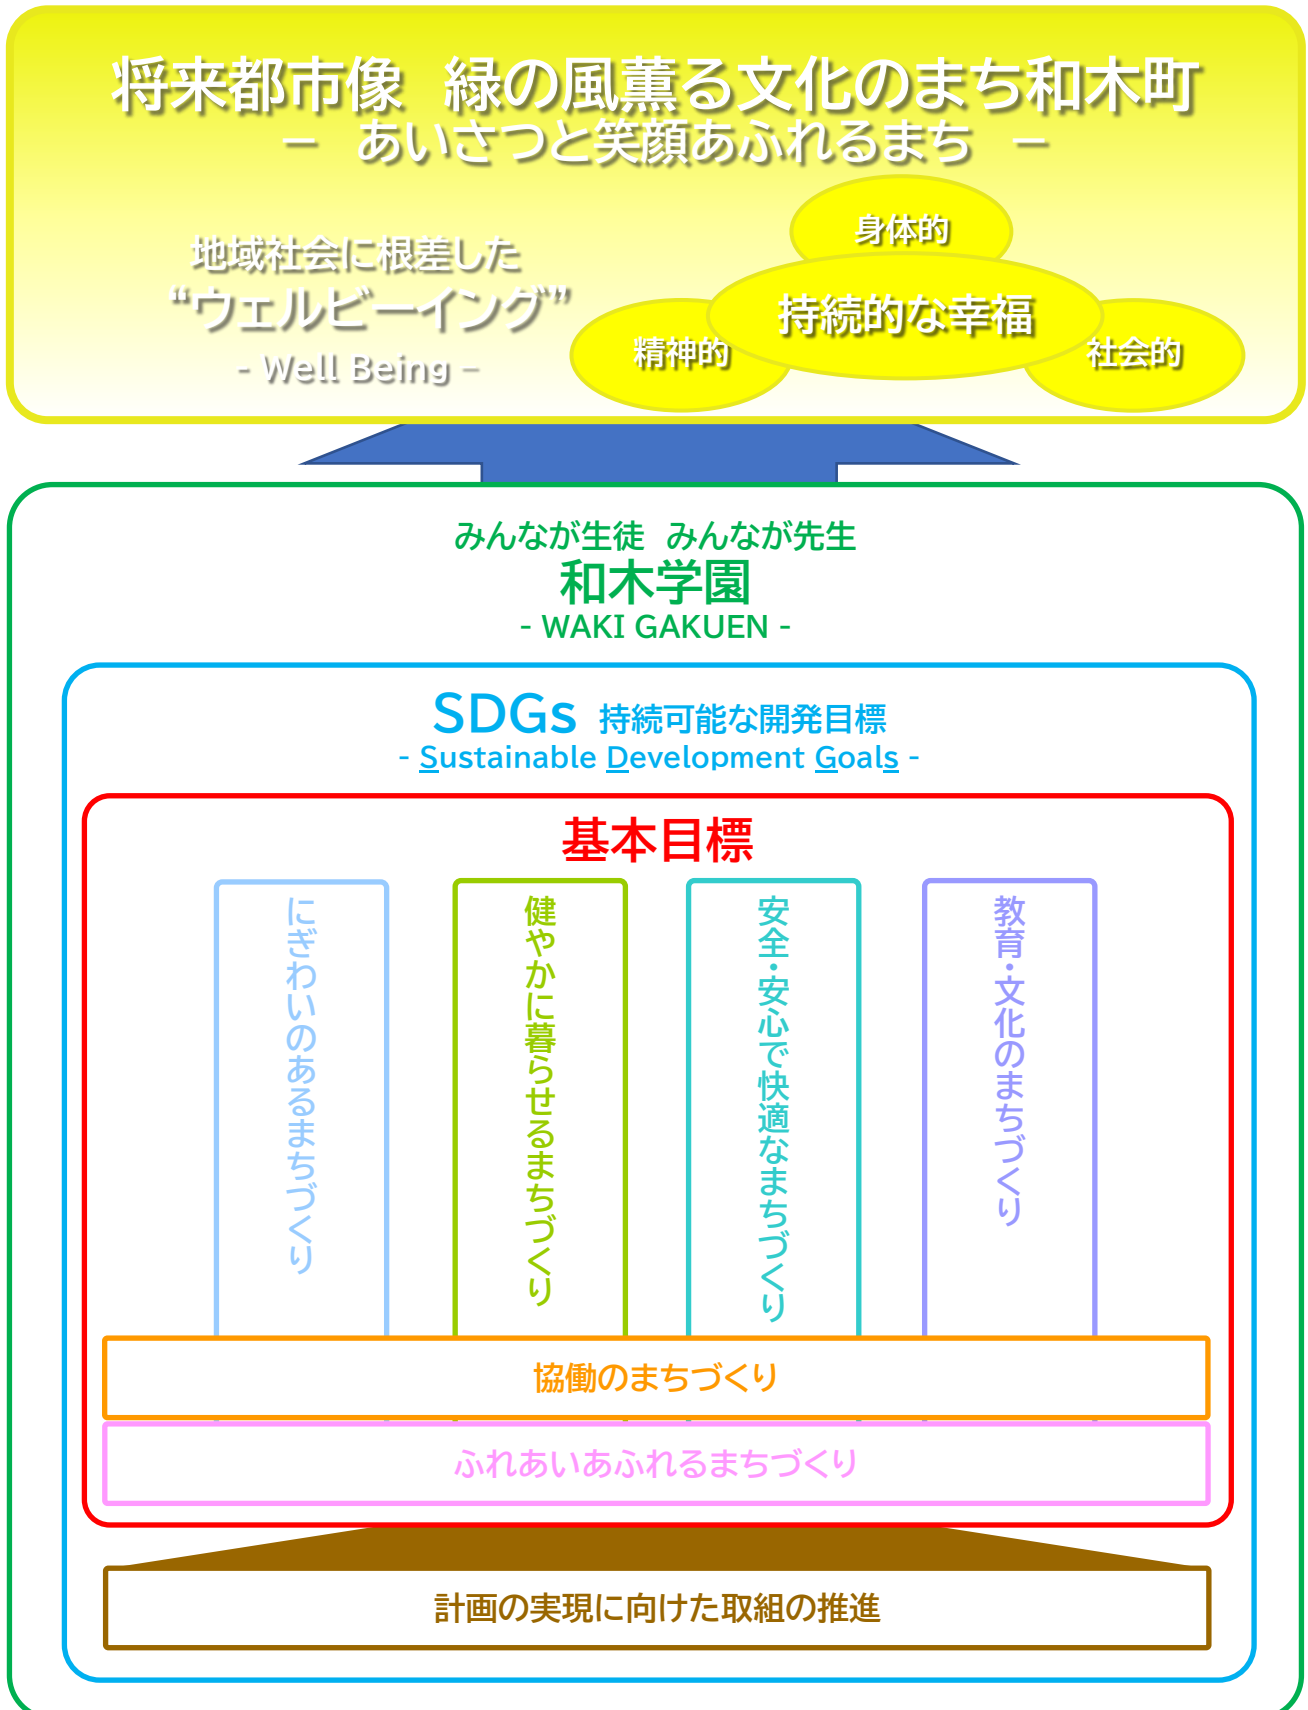 将来都市像　緑の風薫る文化のまち和木町
－　あいさつと笑顔あふれるまち　－
地域社会に根差した
“ウェルビーイング”
- Well Being –
身体的
持続的な幸福
精神的
社会的
みんなが生徒　みんなが先生
和木学園
- WAKI GAKUEN -
SDGs 持続可能な開発目標
- Sustainable Development Goals -
基本目標
にぎわいのあるまちづくり
健やかに暮らせるまちづくり
安全・安心で快適なまちづくり
教育・文化のまちづくり
協働のまちづくり
ふれあいあふれるまちづくり
計画の実現に向けた取組の推進